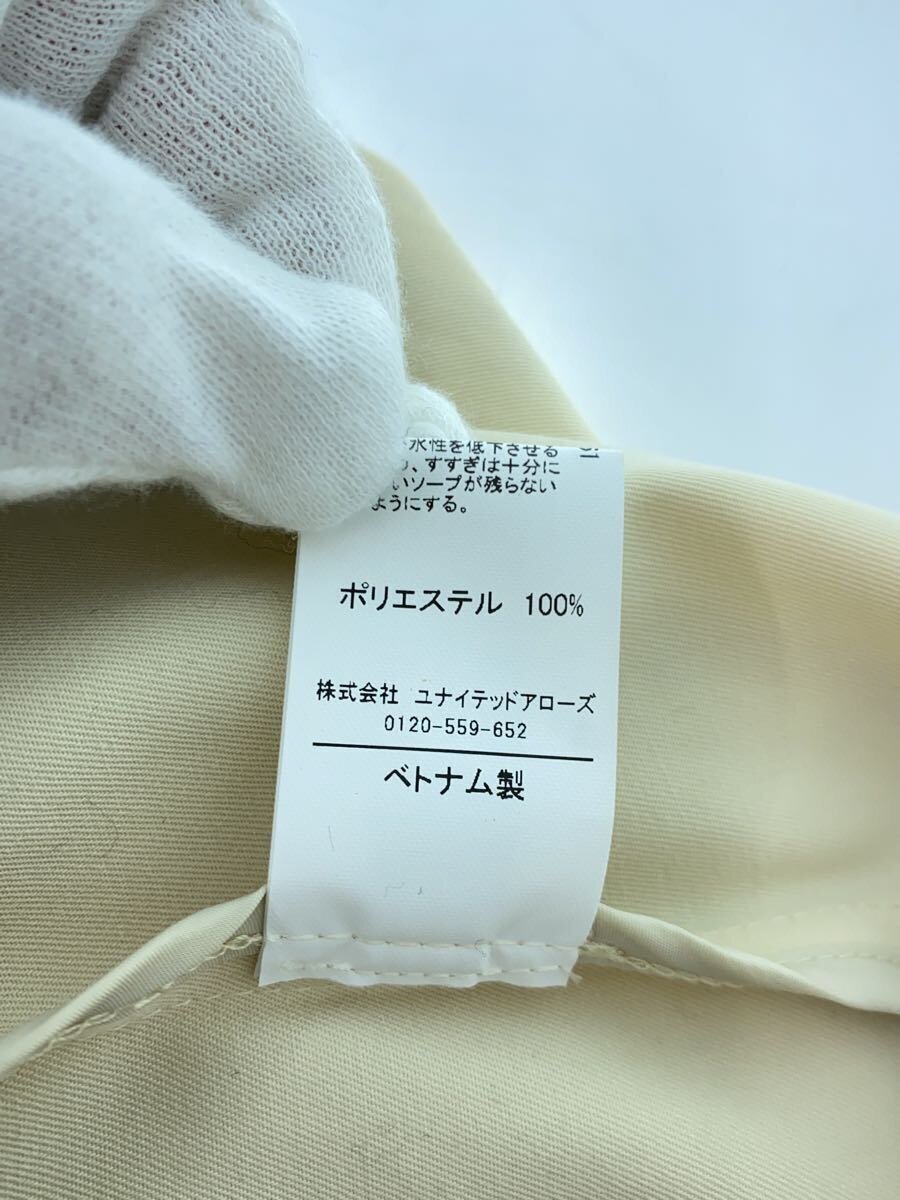 水性を低下させる
、すすぎは十分に
いソープが残らない
ようにする。
ポリエステル 100%
株式会社 ユナイテッドアローズ
0120-559-652
ベトナム製